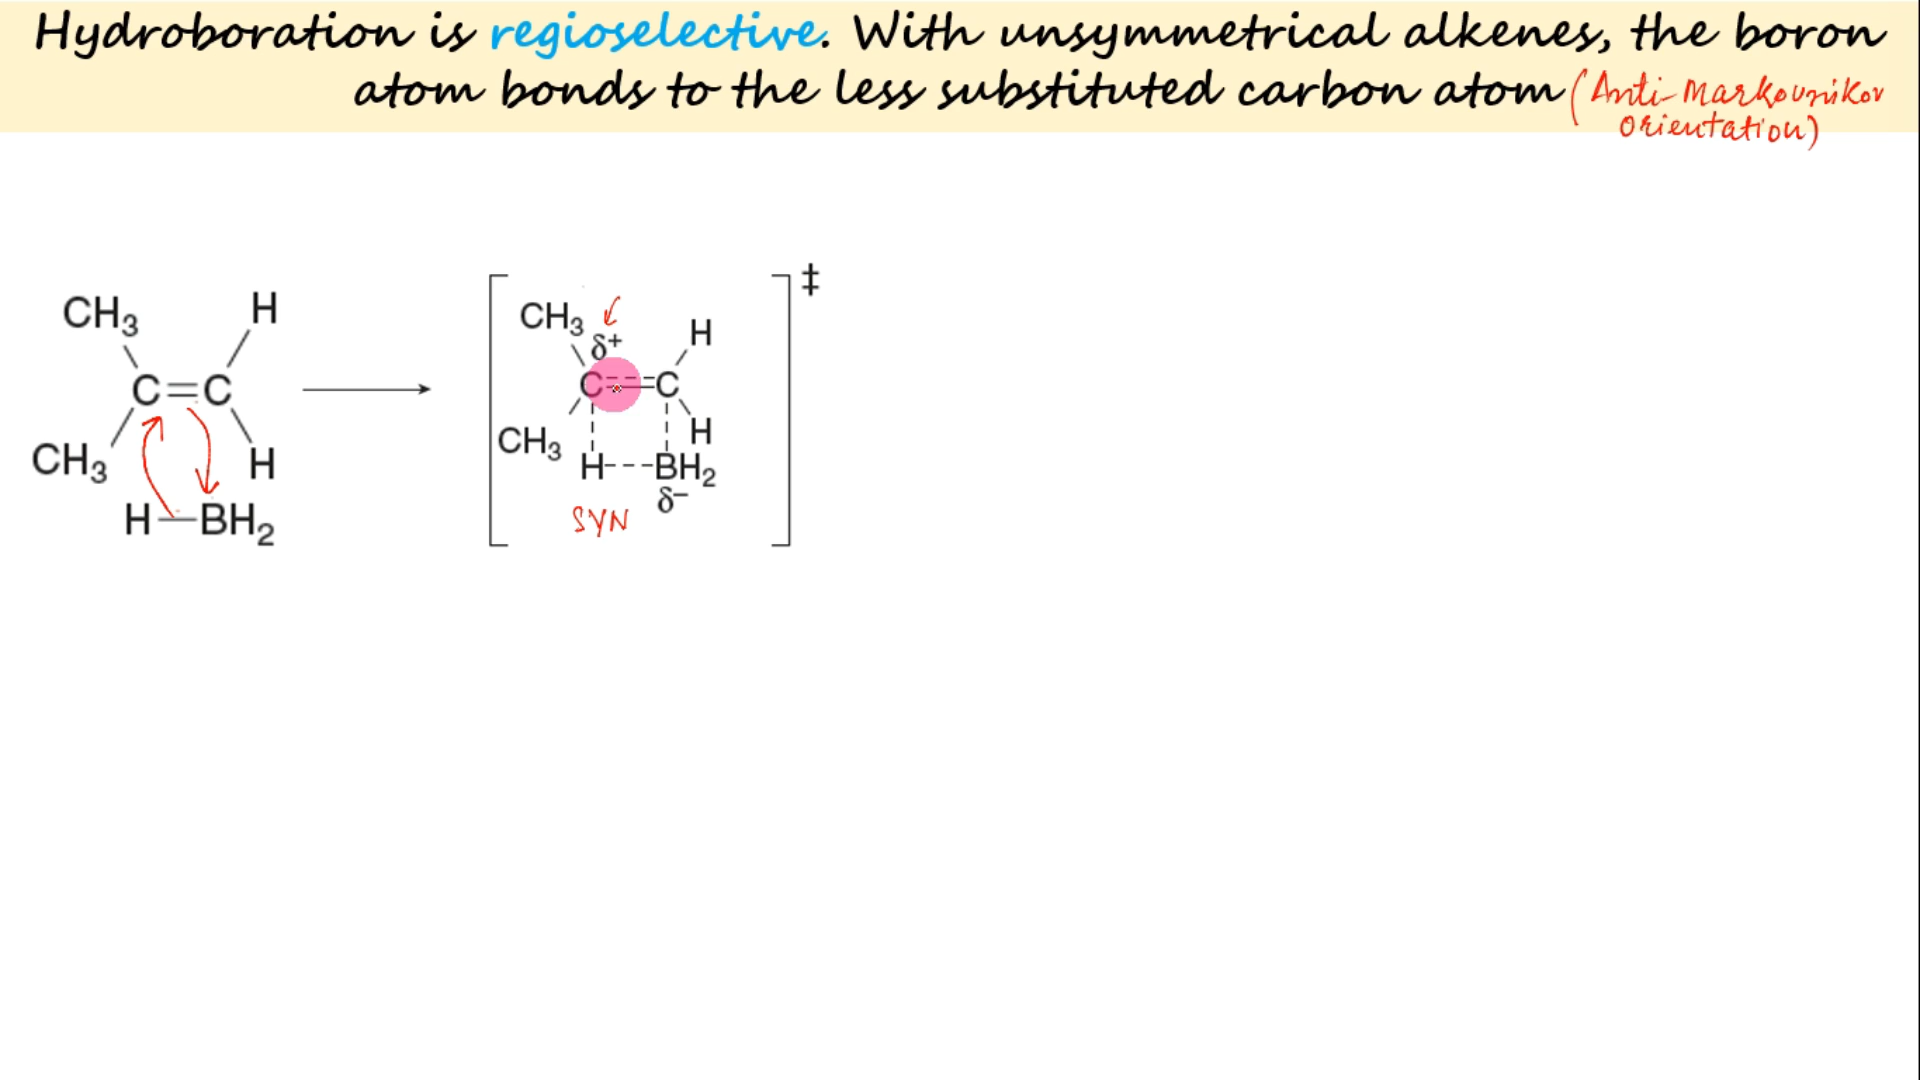 Hydroboration is regioselective. With unsymmetrical alkenes, the boron
atom bonds to the less substituted carbon atom (Anti-Markovnikov
orientation)
‡
CH₃ H
CH₃ δ+ H
C=C
C C
CH₃ H
CH₃ H
H—BH₂
H---BH₂
δ−
SYN